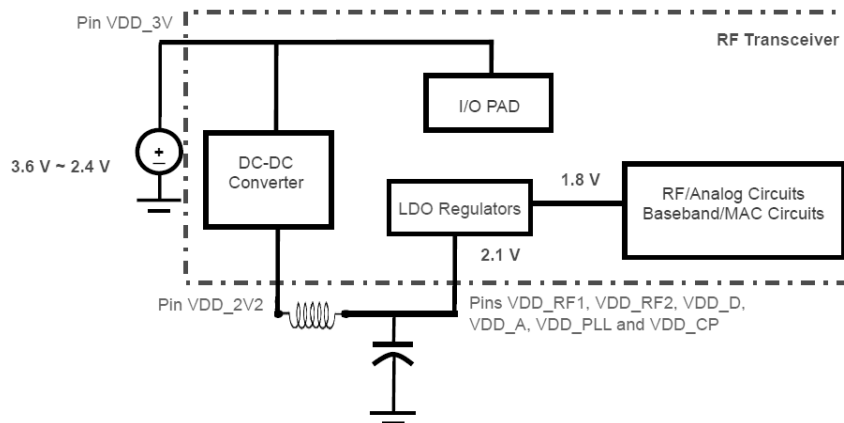 Pin VDD_3V
RF Transceiver
I/O PAD
3.6 V ~ 2.4 V
+
DC-DC
Converter
LDO Regulators
1.8 V
RF/Analog Circuits
Baseband/MAC Circuits
2.1 V
Pin VDD_2V2
Pins VDD_RF1, VDD_RF2, VDD_D,
VDD_A, VDD_PLL and VDD_CP